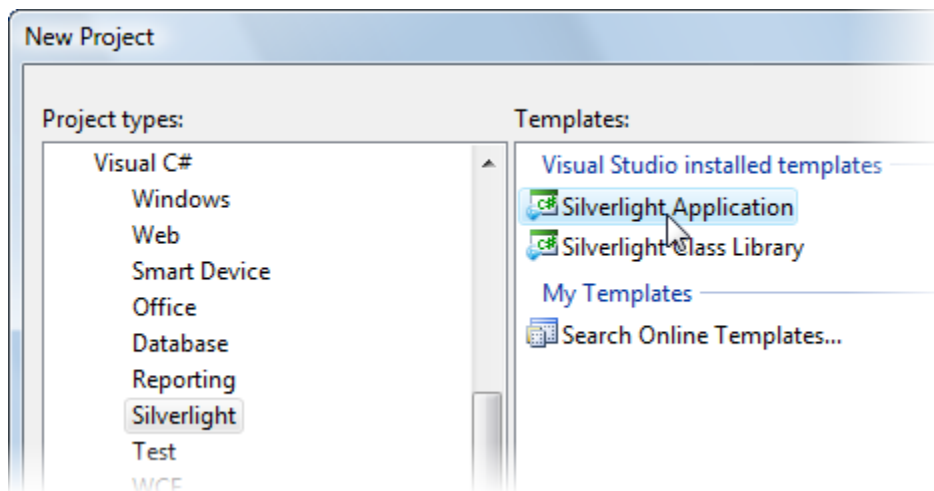 New Project
Project types:
Visual C#
Windows
Web
Smart Device
Office
Database
Reporting
Silverlight
Test
WCF
Templates:
Visual Studio installed templates
Silverlight Application
Silverlight Class Library
My Templates
Search Online Templates...